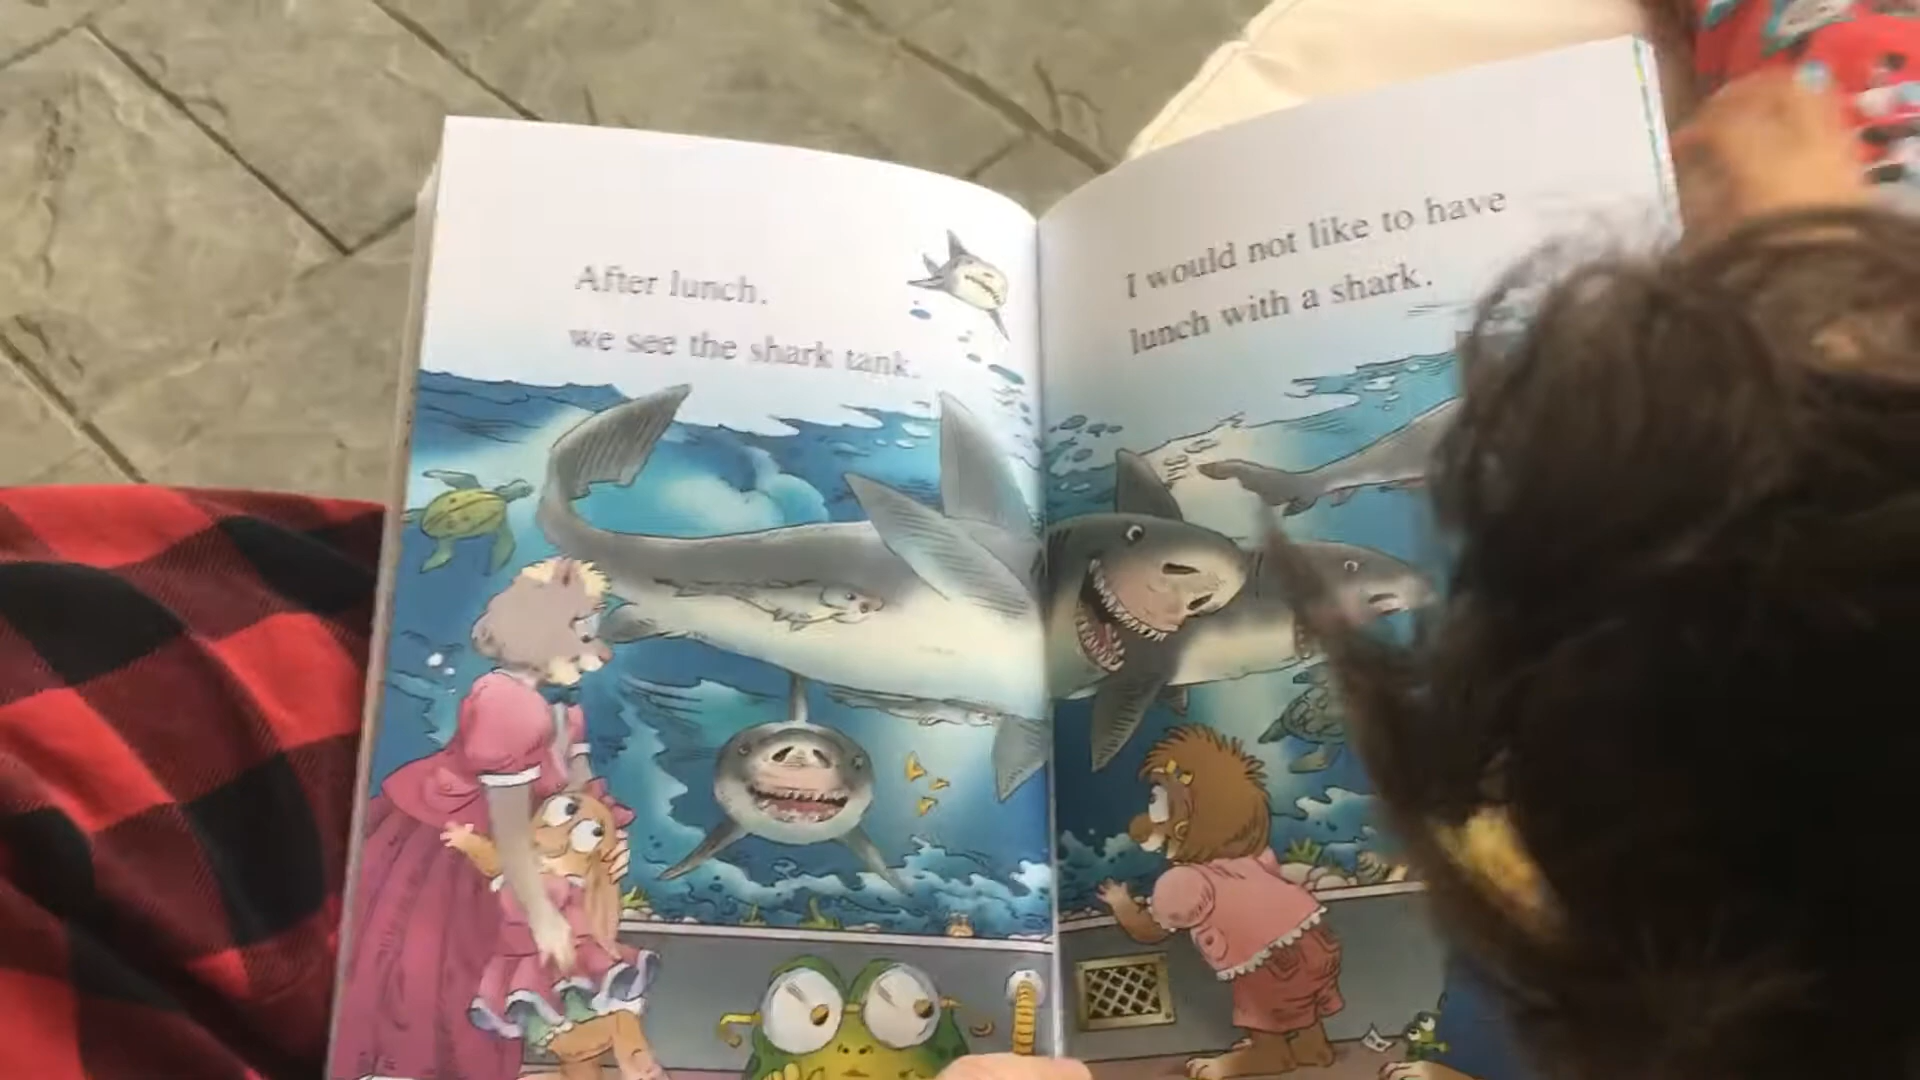 After lunch,
we see the shark tank.
I would not like to have
lunch with a shark.